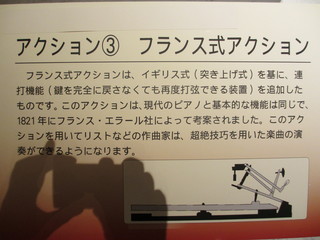 アクション③　フランス式アクション
フランス式アクションは、イギリス式（突き上げ式）を基に、連
打機能（鍵を完全に戻さなくても再度打弦できる装置）を追加した
ものです。このアクションは、現代のピアノと基本的な機能は同じで、
1821年にフランス・エラール社によって考案されました。このアク
ションを用いてリストなどの作曲家は、超絶技巧を用いた楽曲の演
奏ができるようになります。